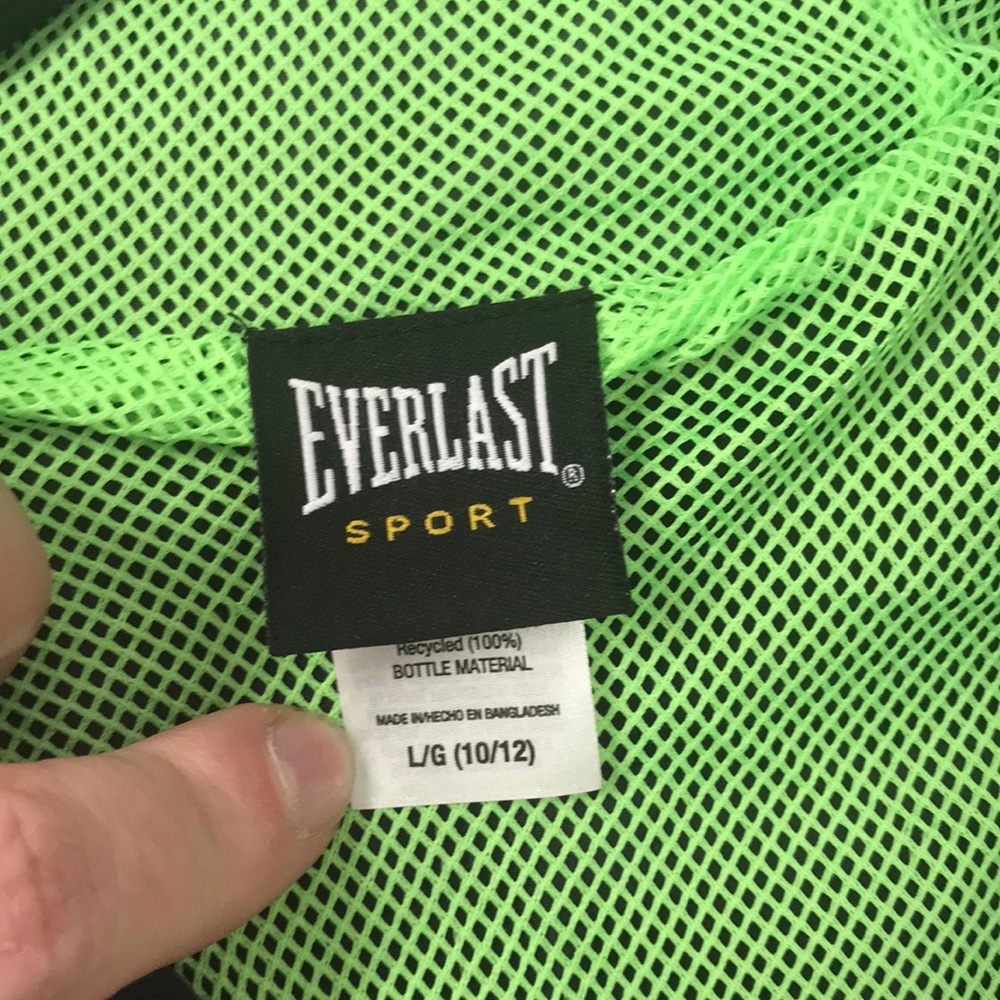 EVERLAST®
SPORT
Recycled (100%)
BOTTLE MATERIAL
MADE IN/HECHO EN BANGLADESH
L/G (10/12)